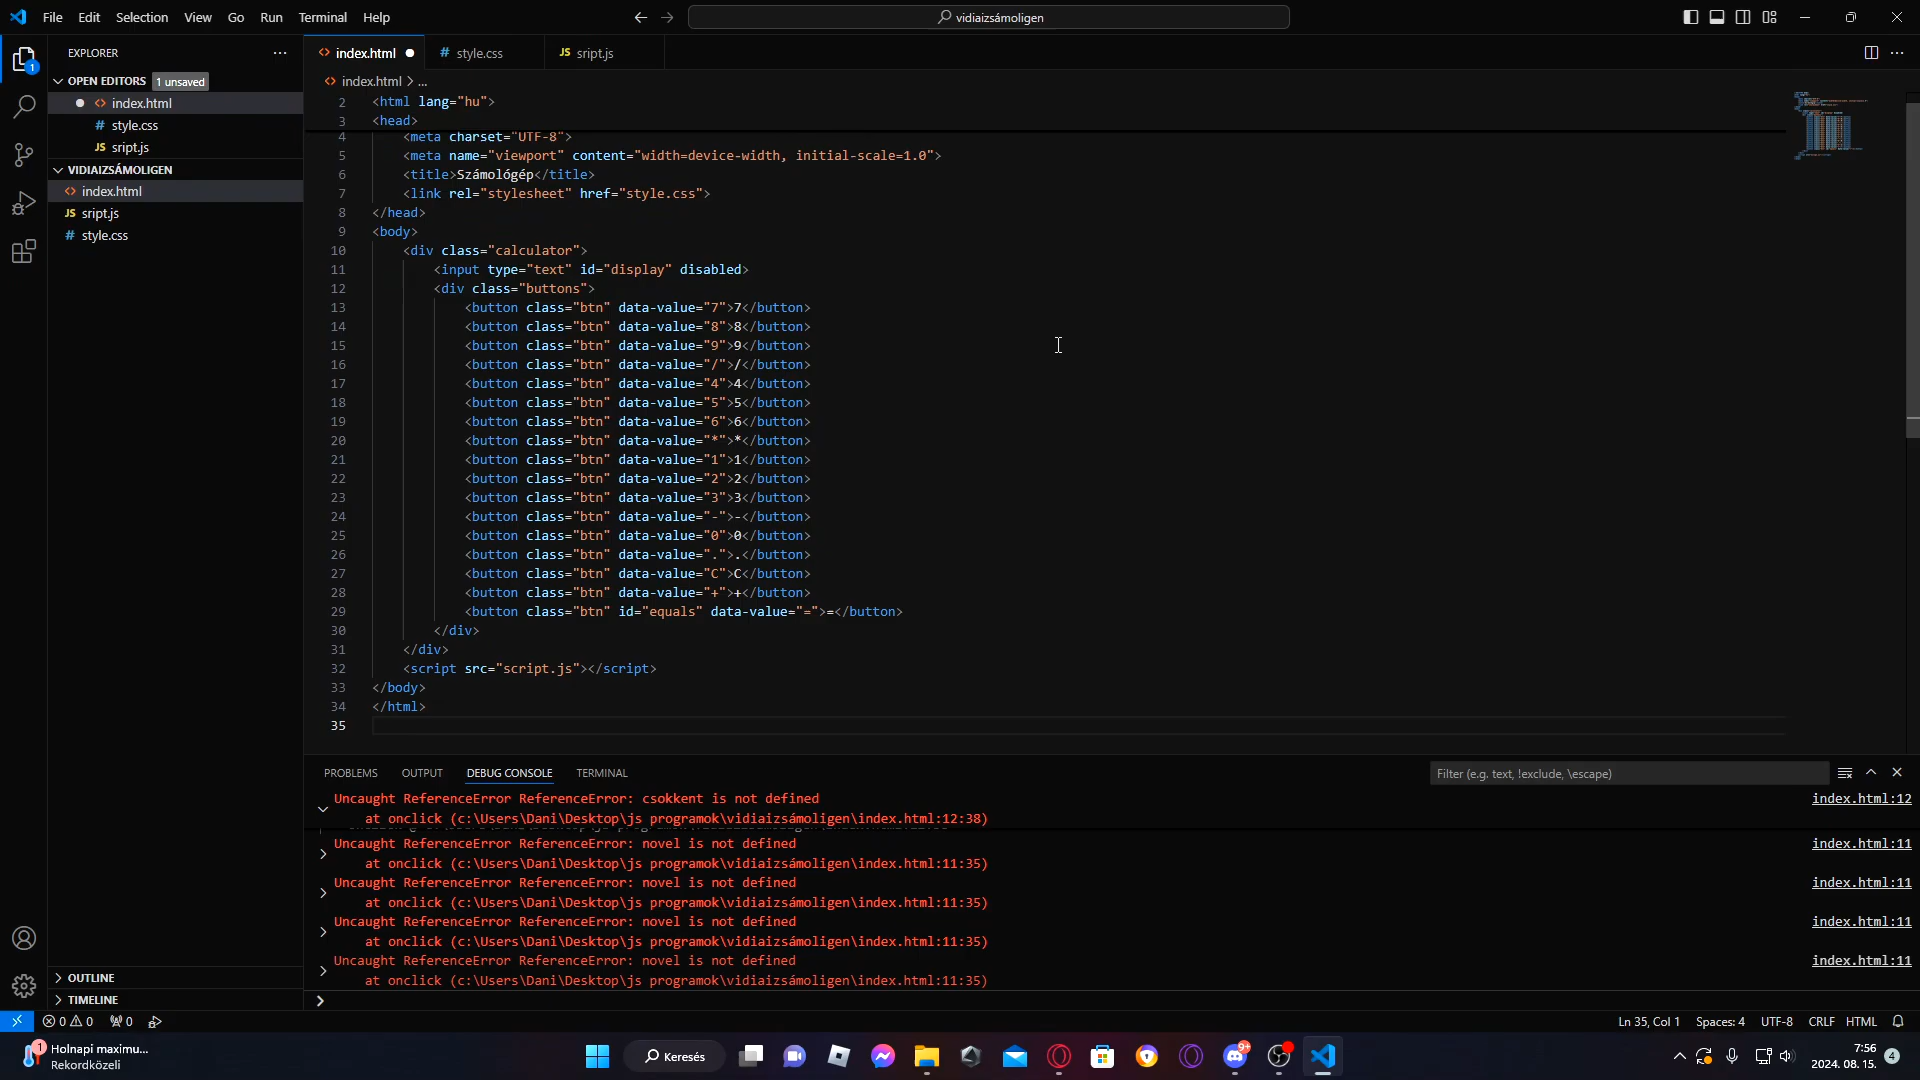 File Edit Selection View Go Run Terminal Help
vidiaizsámoligen
EXPLORER
index.html
style.css
JS sript.js
OPEN EDITORS 1 unsaved
index.html
# style.css
JS sript.js
VIDIAIZSÁMOLIGEN
index.html
JS sript.js
# style.css
OUTLINE
TIMELINE
index.html > ...
2 <html lang="hu">
3 <head>
4 <meta charset="UTF-8">
5 <meta name="viewport" content="width=device-width, initial-scale=1.0">
6 <title>Számológép</title>
7 <link rel="stylesheet" href="style.css">
8 </head>
9 <body>
10 <div class="calculator">
11 <input type="text" id="display" disabled>
12 <div class="buttons">
13 <button class="btn" data-value="7">7</button>
14 <button class="btn" data-value="8">8</button>
15 <button class="btn" data-value="9">9</button>
16 <button class="btn" data-value="/">/</button>
17 <button class="btn" data-value="4">4</button>
18 <button class="btn" data-value="5">5</button>
19 <button class="btn" data-value="6">6</button>
20 <button class="btn" data-value="*">*</button>
21 <button class="btn" data-value="1">1</button>
22 <button class="btn" data-value="2">2</button>
23 <button class="btn" data-value="3">3</button>
24 <button class="btn" data-value="-">-</button>
25 <button class="btn" data-value="0">0</button>
26 <button class="btn" data-value=".">.</button>
27 <button class="btn" data-value="C">C</button>
28 <button class="btn" data-value="+">+</button>
29 <button class="btn" id="equals" data-value="=">=</button>
30 </div>
31 </div>
32 <script src="script.js"></script>
33 </body>
34 </html>
35
PROBLEMS OUTPUT DEBUG CONSOLE TERMINAL Filter (e.g. text, !exclude, \escape)
Uncaught ReferenceError ReferenceError: csokkent is not defined index.html:12
at onclick (c:\Users\Dani\Desktop\js programok\vidiaizsámoligen\index.html:12:38)
Uncaught ReferenceError ReferenceError: novel is not defined index.html:11
at onclick (c:\Users\Dani\Desktop\js programok\vidiaizsámoligen\index.html:11:35)
Uncaught ReferenceError ReferenceError: novel is not defined index.html:11
at onclick (c:\Users\Dani\Desktop\js programok\vidiaizsámoligen\index.html:11:35)
Uncaught ReferenceError ReferenceError: novel is not defined index.html:11
at onclick (c:\Users\Dani\Desktop\js programok\vidiaizsámoligen\index.html:11:35)
Uncaught ReferenceError ReferenceError: novel is not defined index.html:11
at onclick (c:\Users\Dani\Desktop\js programok\vidiaizsámoligen\index.html:11:35)
0 0 0 Ln 35, Col 1 Spaces: 4 UTF-8 CRLF HTML
1 Holnapi maximu...
Rekordközeli
Keresés
9+
7:56
2024. 08. 15.
4